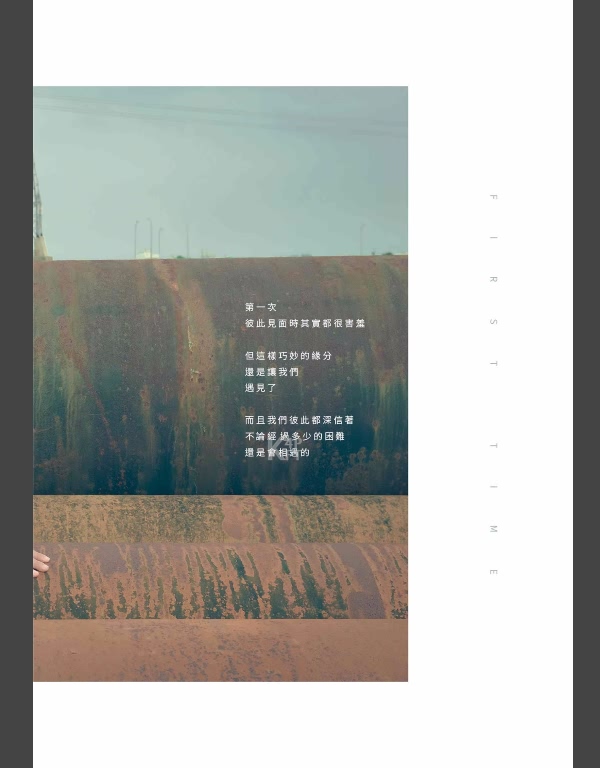 第一次
彼此見面時其實都很害羞
但這樣巧妙的緣分
還是讓我們
遇見了
而且我們彼此都深信著
不論經過多少的困難
還是會相遇的
FIRST TIME